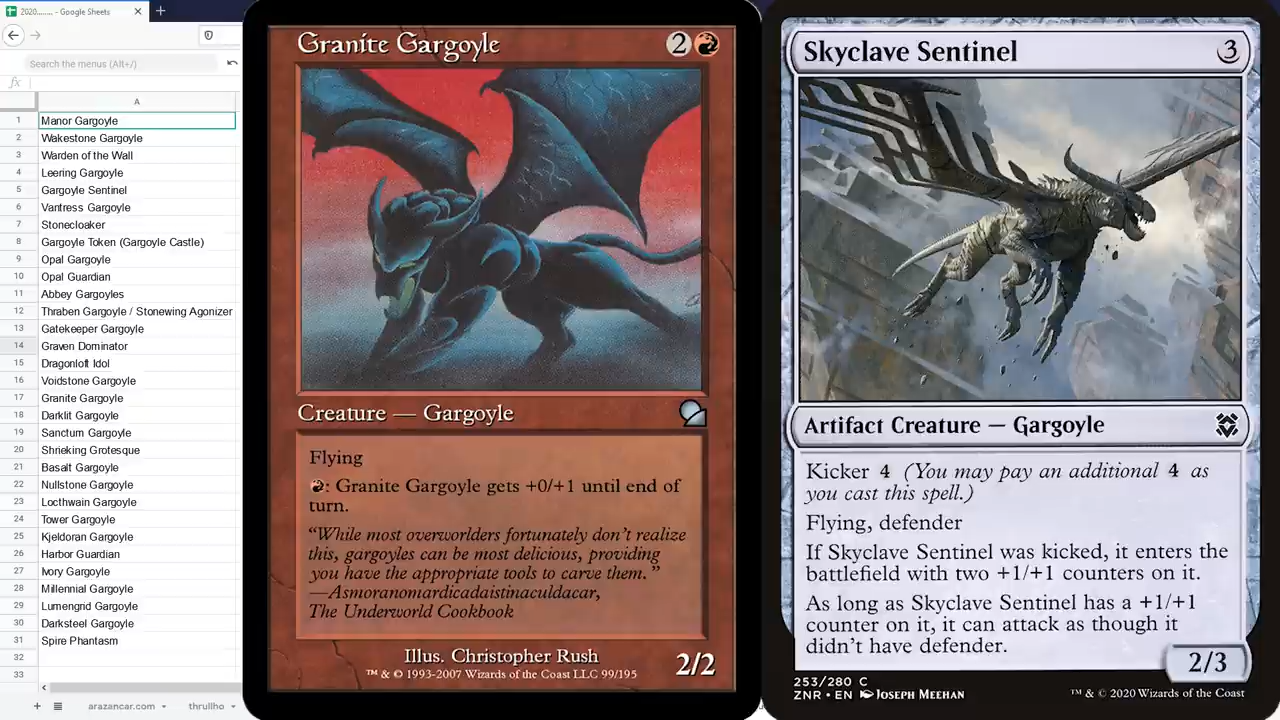 2020........ - Google Sheets
Search the menus (Alt+/)
fx
A
1 Manor Gargoyle
2 Wakestone Gargoyle
3 Warden of the Wall
4 Leering Gargoyle
5 Gargoyle Sentinel
6 Vantress Gargoyle
7 Stonecloaker
8 Gargoyle Token (Gargoyle Castle)
9 Opal Gargoyle
10 Opal Guardian
11 Abbey Gargoyles
12 Thraben Gargoyle / Stonewing Agonizer
13 Gatekeeper Gargoyle
14 Graven Dominator
15 Dragonloft Idol
16 Voidstone Gargoyle
17 Granite Gargoyle
18 Darklit Gargoyle
19 Sanctum Gargoyle
20 Shrieking Grotesque
21 Basalt Gargoyle
22 Nullstone Gargoyle
23 Locthwain Gargoyle
24 Tower Gargoyle
25 Kjeldoran Gargoyle
26 Harbor Guardian
27 Ivory Gargoyle
28 Millennial Gargoyle
29 Lumengrid Gargoyle
30 Darksteel Gargoyle
31 Spire Phantasm
32
33
arazancar.com
thrullho
Granite Gargoyle 2
Creature — Gargoyle
Flying
: Granite Gargoyle gets +0/+1 until end of
turn.
“While most overworlders fortunately don’t realize
this, gargoyles can be most delicious, providing
you have the appropriate tools to carve them.”
—Asmoranomardicadaistinaculdacar,
The Underworld Cookbook
Illus. Christopher Rush
™ & © 1993-2007 Wizards of the Coast LLC 99/195
2/2
Skyclave Sentinel 3
Artifact Creature — Gargoyle
Kicker 4 (You may pay an additional 4 as
you cast this spell.)
Flying, defender
If Skyclave Sentinel was kicked, it enters the
battlefield with two +1/+1 counters on it.
As long as Skyclave Sentinel has a +1/+1
counter on it, it can attack as though it
didn’t have defender.
2/3
253/280 C
ZNR • EN Joseph Meehan
™ & © 2020 Wizards of the Coast